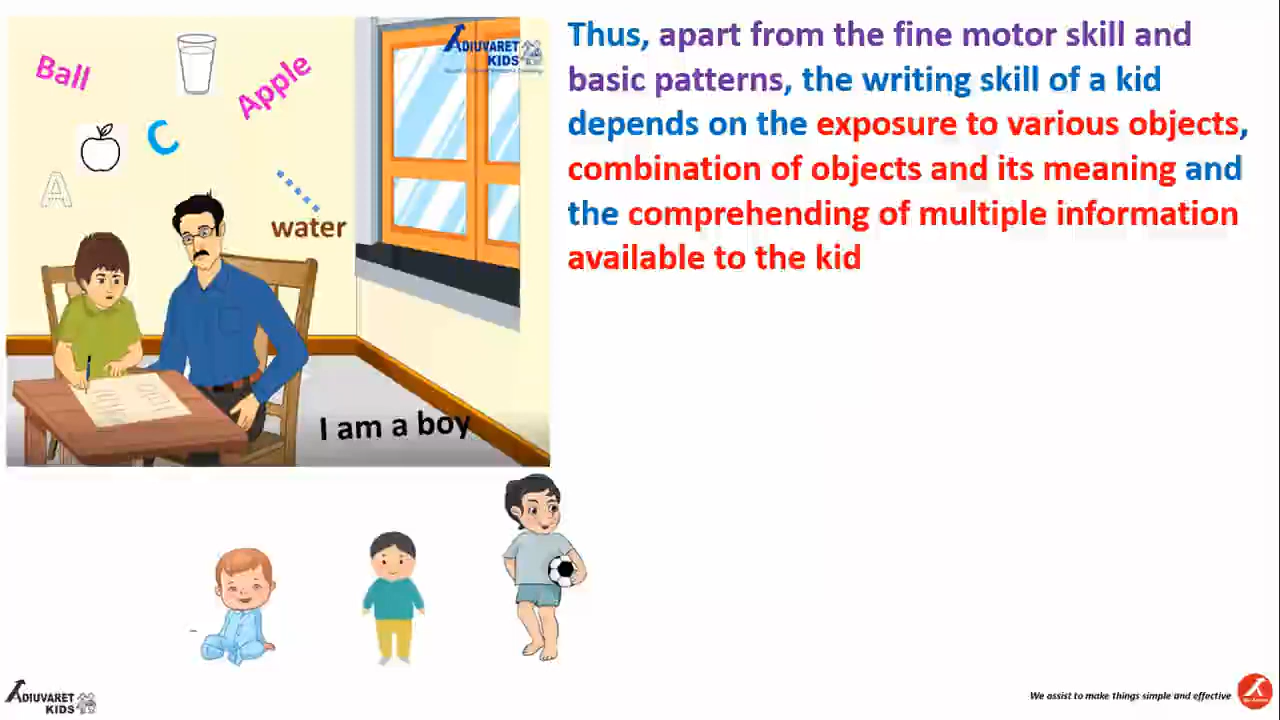 Thus, apart from the fine motor skill and
basic patterns, the writing skill of a kid
depends on the exposure to various objects,
combination of objects and its meaning and
the comprehending of multiple information
available to the kid
Ball
Apple
C
A
water
I am a boy
ADIUVARET
KIDS
ADIUVARET
KIDS
We assist to make things simple and effective